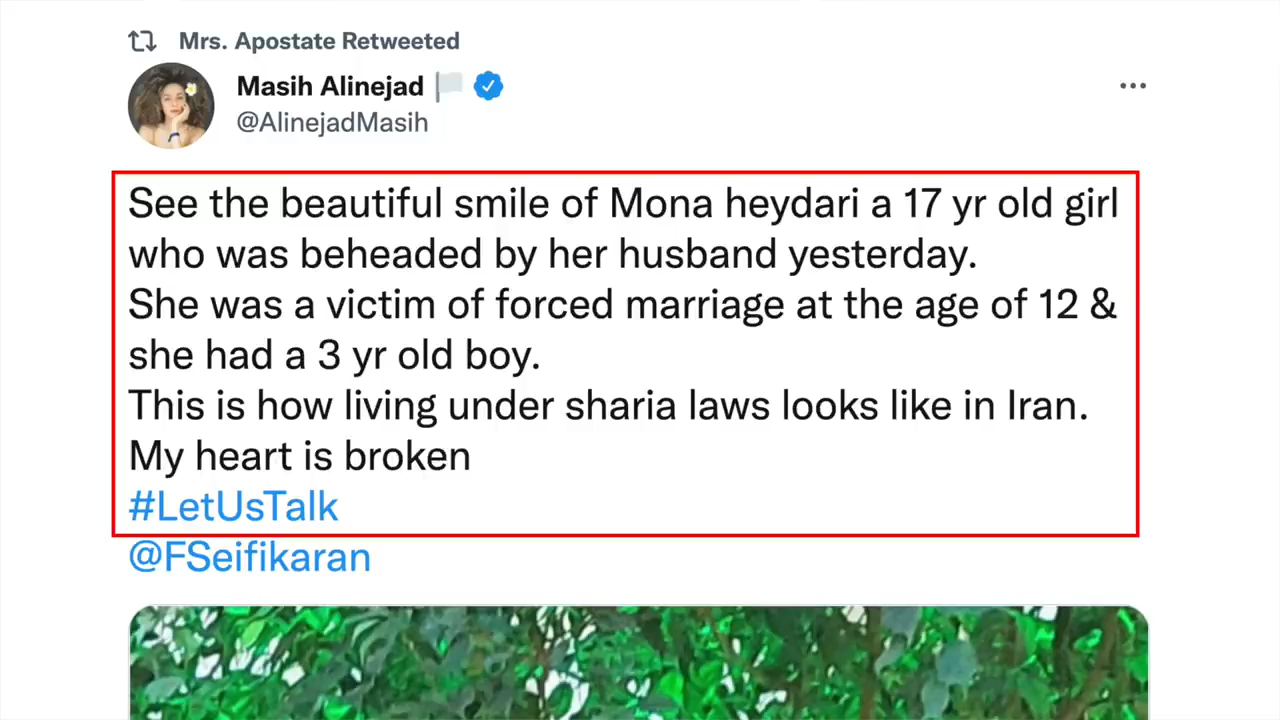 Mrs. Apostate Retweeted
Masih Alinejad
@AlinejadMasih
See the beautiful smile of Mona heydari a 17 yr old girl
who was beheaded by her husband yesterday.
She was a victim of forced marriage at the age of 12 &
she had a 3 yr old boy.
This is how living under sharia laws looks like in Iran.
My heart is broken
#LetUsTalk
@FSeifikaran